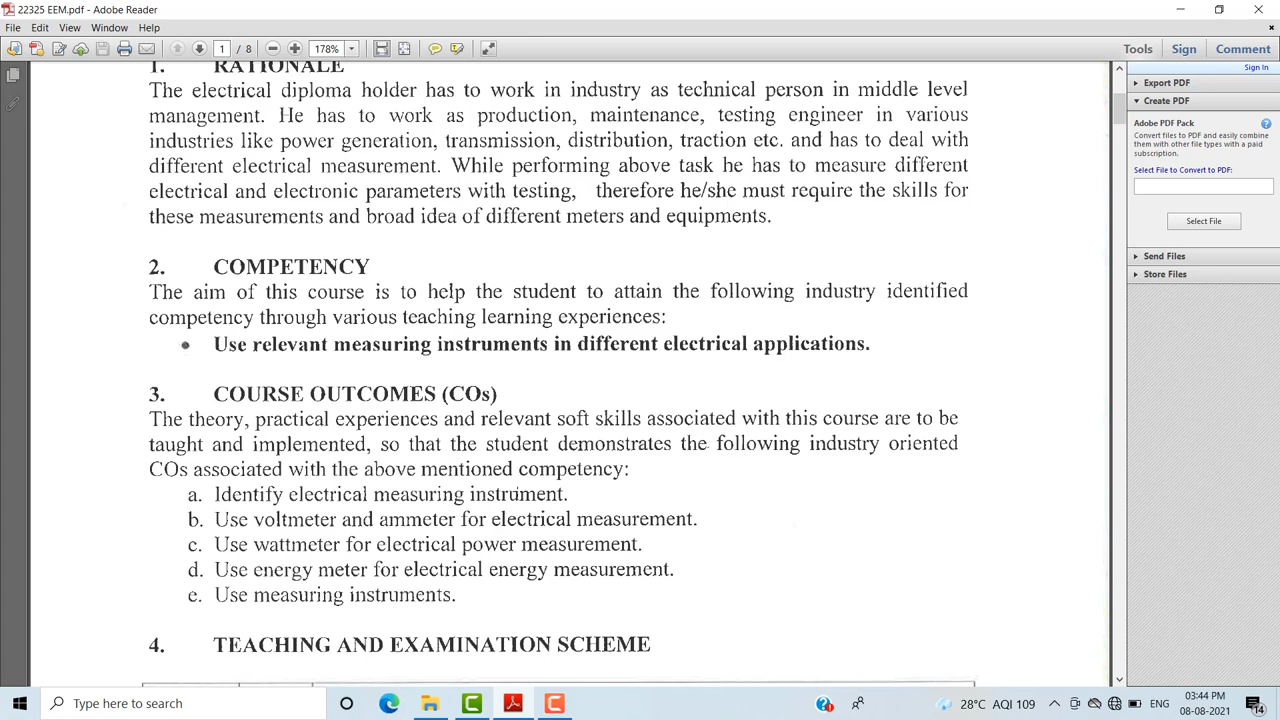 22325 EEM.pdf - Adobe Reader
File Edit View Window Help
1 / 8 178% Tools Sign Comment
Sign In
Export PDF
Create PDF
Adobe PDF Pack
Convert files to PDF and easily combine
them with other file types with a paid
subscription.
Select File to Convert to PDF:
Select File
Send Files
Store Files
1. RATIONALE
The electrical diploma holder has to work in industry as technical person in middle level
management. He has to work as production, maintenance, testing engineer in various
industries like power generation, transmission, distribution, traction etc. and has to deal with
different electrical measurement. While performing above task he has to measure different
electrical and electronic parameters with testing, therefore he/she must require the skills for
these measurements and broad idea of different meters and equipments.
2. COMPETENCY
The aim of this course is to help the student to attain the following industry identified
competency through various teaching learning experiences:
• Use relevant measuring instruments in different electrical applications.
3. COURSE OUTCOMES (COs)
The theory, practical experiences and relevant soft skills associated with this course are to be
taught and implemented, so that the student demonstrates the following industry oriented
COs associated with the above mentioned competency:
a. Identify electrical measuring instrument.
b. Use voltmeter and ammeter for electrical measurement.
c. Use wattmeter for electrical power measurement.
d. Use energy meter for electrical energy measurement.
e. Use measuring instruments.
4. TEACHING AND EXAMINATION SCHEME
Type here to search
28°C AQI 109 ENG
03:44 PM
08-08-2021
14